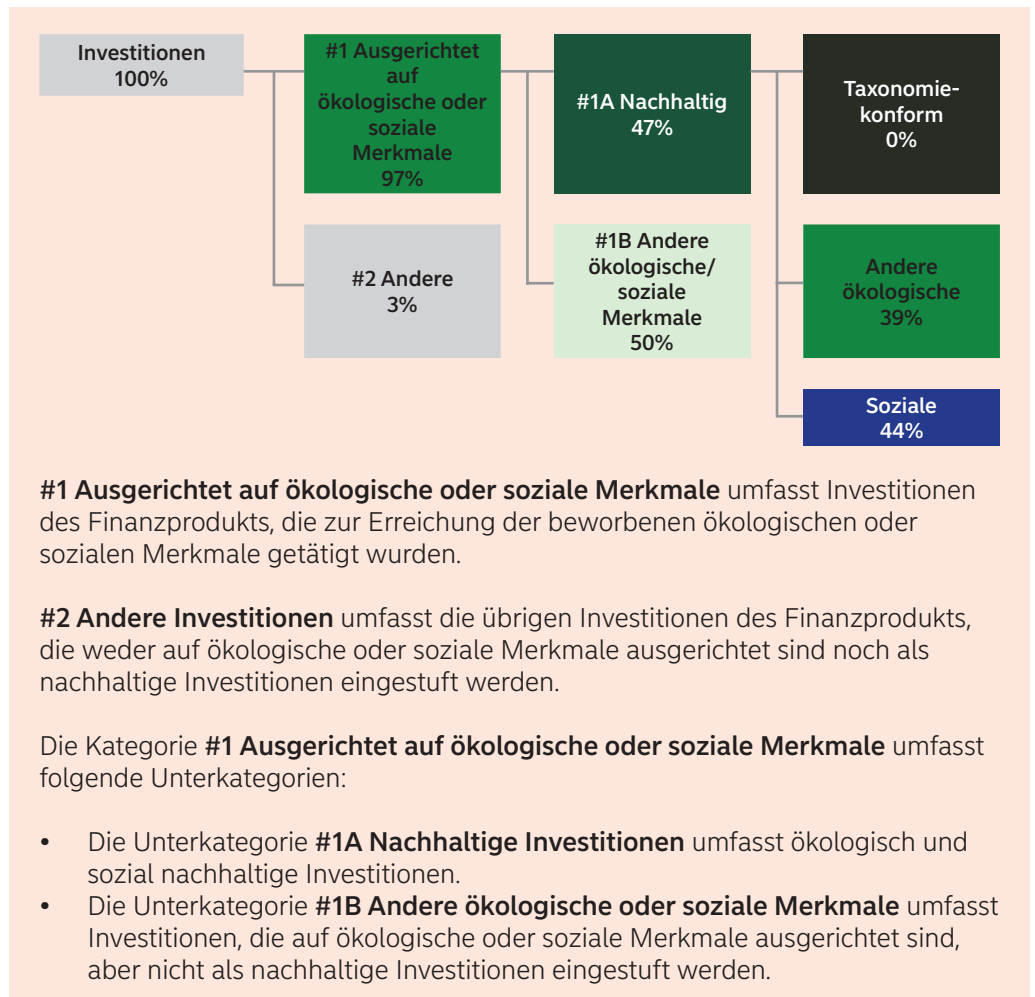 Investitionen
100%
#1 Ausgerichtet
auf
ökologische oder
soziale
Merkmale
97%
#1A Nachhaltig
47%
Taxonomie-
konform
0%
#2 Andere
3%
#1B Andere
ökologische/
soziale
Merkmale
50%
Andere
ökologische
39%
Soziale
44%
#1 Ausgerichtet auf ökologische oder soziale Merkmale umfasst Investitionen
des Finanzprodukts, die zur Erreichung der beworbenen ökologischen oder
sozialen Merkmale getätigt wurden.
#2 Andere Investitionen umfasst die übrigen Investitionen des Finanzprodukts,
die weder auf ökologische oder soziale Merkmale ausgerichtet sind noch als
nachhaltige Investitionen eingestuft werden.
Die Kategorie #1 Ausgerichtet auf ökologische oder soziale Merkmale umfasst
folgende Unterkategorien:
• Die Unterkategorie #1A Nachhaltige Investitionen umfasst ökologisch und
sozial nachhaltige Investitionen.
• Die Unterkategorie #1B Andere ökologische oder soziale Merkmale umfasst
Investitionen, die auf ökologische oder soziale Merkmale ausgerichtet sind,
aber nicht als nachhaltige Investitionen eingestuft werden.